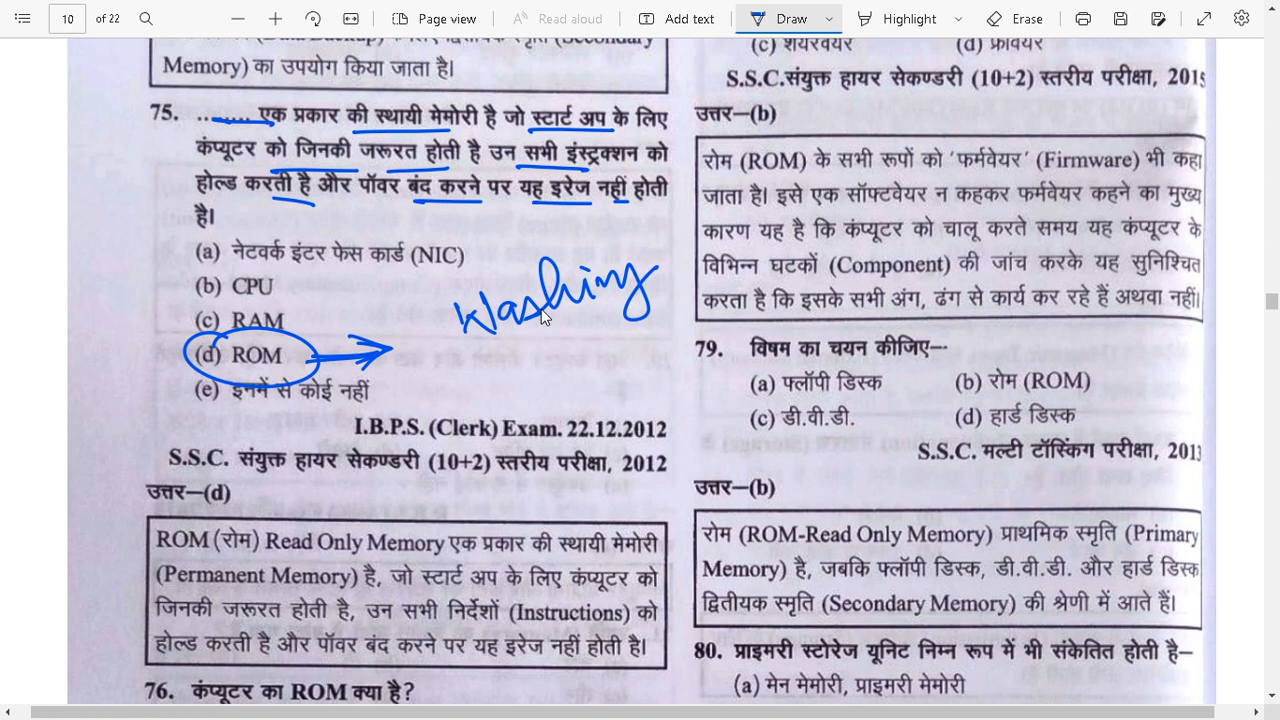 10 of 22
Page view
Read aloud
Add text
Draw
Highlight
Erase
Memory) का उपयोग किया जाता है।
75. ......... एक प्रकार की स्थायी मेमोरी है जो स्टार्ट अप के लिए
कंप्यूटर को जिनकी जरूरत होती है उन सभी इंस्ट्रक्शन को
होल्ड करती है और पॉवर बंद करने पर यह इरेज नहीं होती
है।
(a) नेटवर्क इंटर फेस कार्ड (NIC)
(b) CPU
(c) RAM
(d) ROM
(e) इनमें से कोई नहीं
Washing
I.B.P.S. (Clerk) Exam. 22.12.2012
S.S.C. संयुक्त हायर सेकण्डरी (10+2) स्तरीय परीक्षा, 2012
उत्तर–(d)
ROM (रोम) Read Only Memory एक प्रकार की स्थायी मेमोरी
(Permanent Memory) है, जो स्टार्ट अप के लिए कंप्यूटर को
जिनकी जरूरत होती है, उन सभी निर्देशों (Instructions) को
होल्ड करती है और पॉवर बंद करने पर यह इरेज नहीं होती है।
76. कंप्यूटर का ROM क्या है?
(c) शेयरवेयर (d) फ्रीवेयर
S.S.C.संयुक्त हायर सेकण्डरी (10+2) स्तरीय परीक्षा, 2015
उत्तर–(b)
रोम (ROM) के सभी रूपों को 'फर्मवेयर' (Firmware) भी कहा
जाता है। इसे एक सॉफ्टवेयर न कहकर फर्मवेयर कहने का मुख्य
कारण यह है कि कंप्यूटर को चालू करते समय यह कंप्यूटर के
विभिन्न घटकों (Component) की जांच करके यह सुनिश्चित
करता है कि इसके सभी अंग, ढंग से कार्य कर रहे हैं अथवा नहीं।
79. विषम का चयन कीजिए–
(a) फ्लॉपी डिस्क (b) रोम (ROM)
(c) डी.वी.डी. (d) हार्ड डिस्क
S.S.C. मल्टी टॉस्किंग परीक्षा, 2013
उत्तर–(b)
रोम (ROM-Read Only Memory) प्राथमिक स्मृति (Primary
Memory) है, जबकि फ्लॉपी डिस्क, डी.वी.डी. और हार्ड डिस्क
द्वितीयक स्मृति (Secondary Memory) की श्रेणी में आते हैं।
80. प्राइमरी स्टोरेज यूनिट निम्न रूप में भी संकेतित होती है–
(a) मेन मेमोरी, प्राइमरी मेमोरी